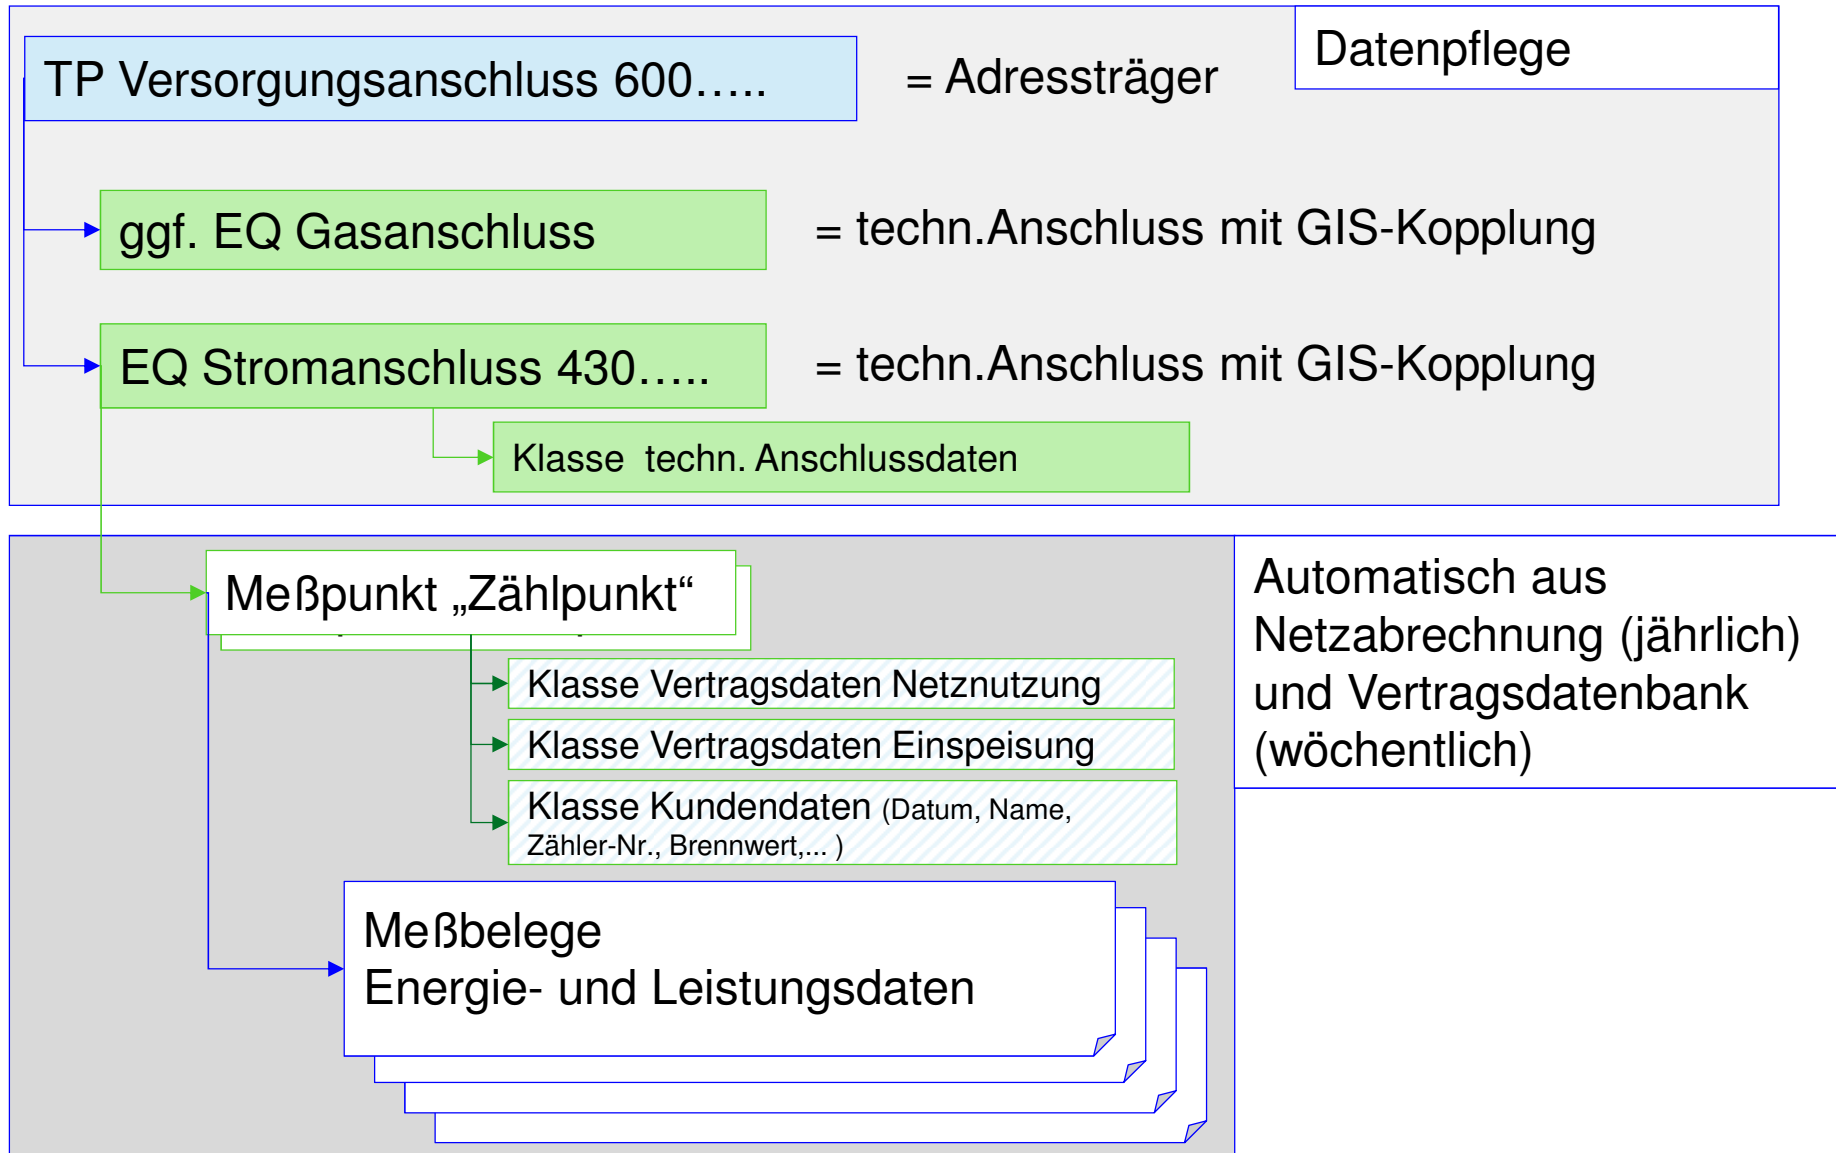 TP Versorgungsanschluss 600…..
= Adressträger
Datenpflege
ggf. EQ Gasanschluss
= techn.Anschluss mit GIS-Kopplung
EQ Stromanschluss 430…..
= techn.Anschluss mit GIS-Kopplung
Klasse techn. Anschlussdaten
Meßpunkt „Zählpunkt“
Automatisch aus
Netzabrechnung (jährlich)
und Vertragsdatenbank
(wöchentlich)
Klasse Vertragsdaten Netznutzung
Klasse Vertragsdaten Einspeisung
Klasse Kundendaten (Datum, Name,
Zähler-Nr., Brennwert,... )
Meßbelege
Energie- und Leistungsdaten